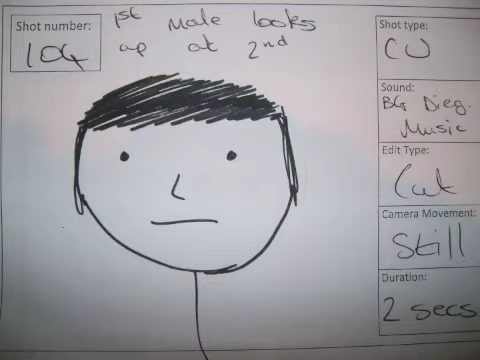 Shot number:
104
1st Male looks
up at 2nd
Shot type:
CU
Sound:
BG Dieg.
Music
Edit Type:
Cut
Camera Movement:
Still
Duration:
2 secs